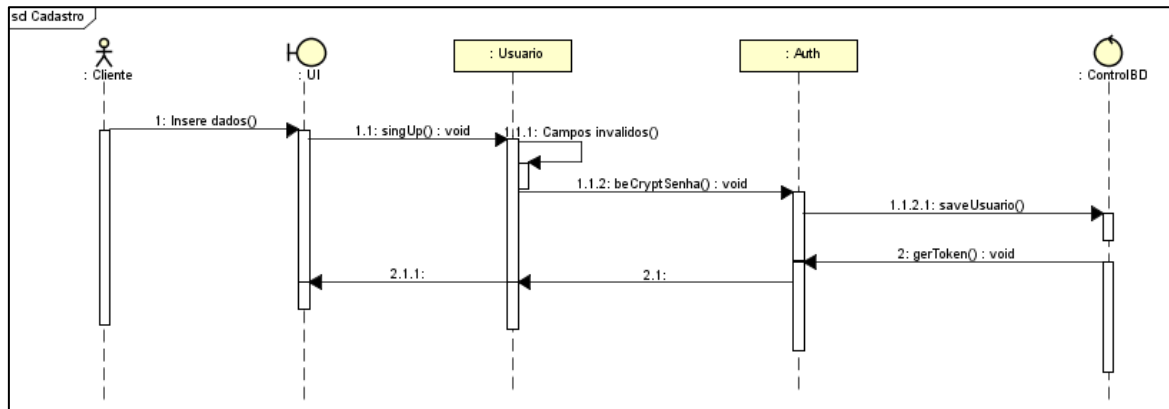 sd Cadastro
: Cliente
: UI
: Usuario
: Auth
: ControlBD
1: Insere dados()
1.1: singUp() : void
1.1.1: Campos invalidos()
1.1.2: beCryptSenha() : void
1.1.2.1: saveUsuario()
2: gerToken() : void
2.1.1:
2.1: